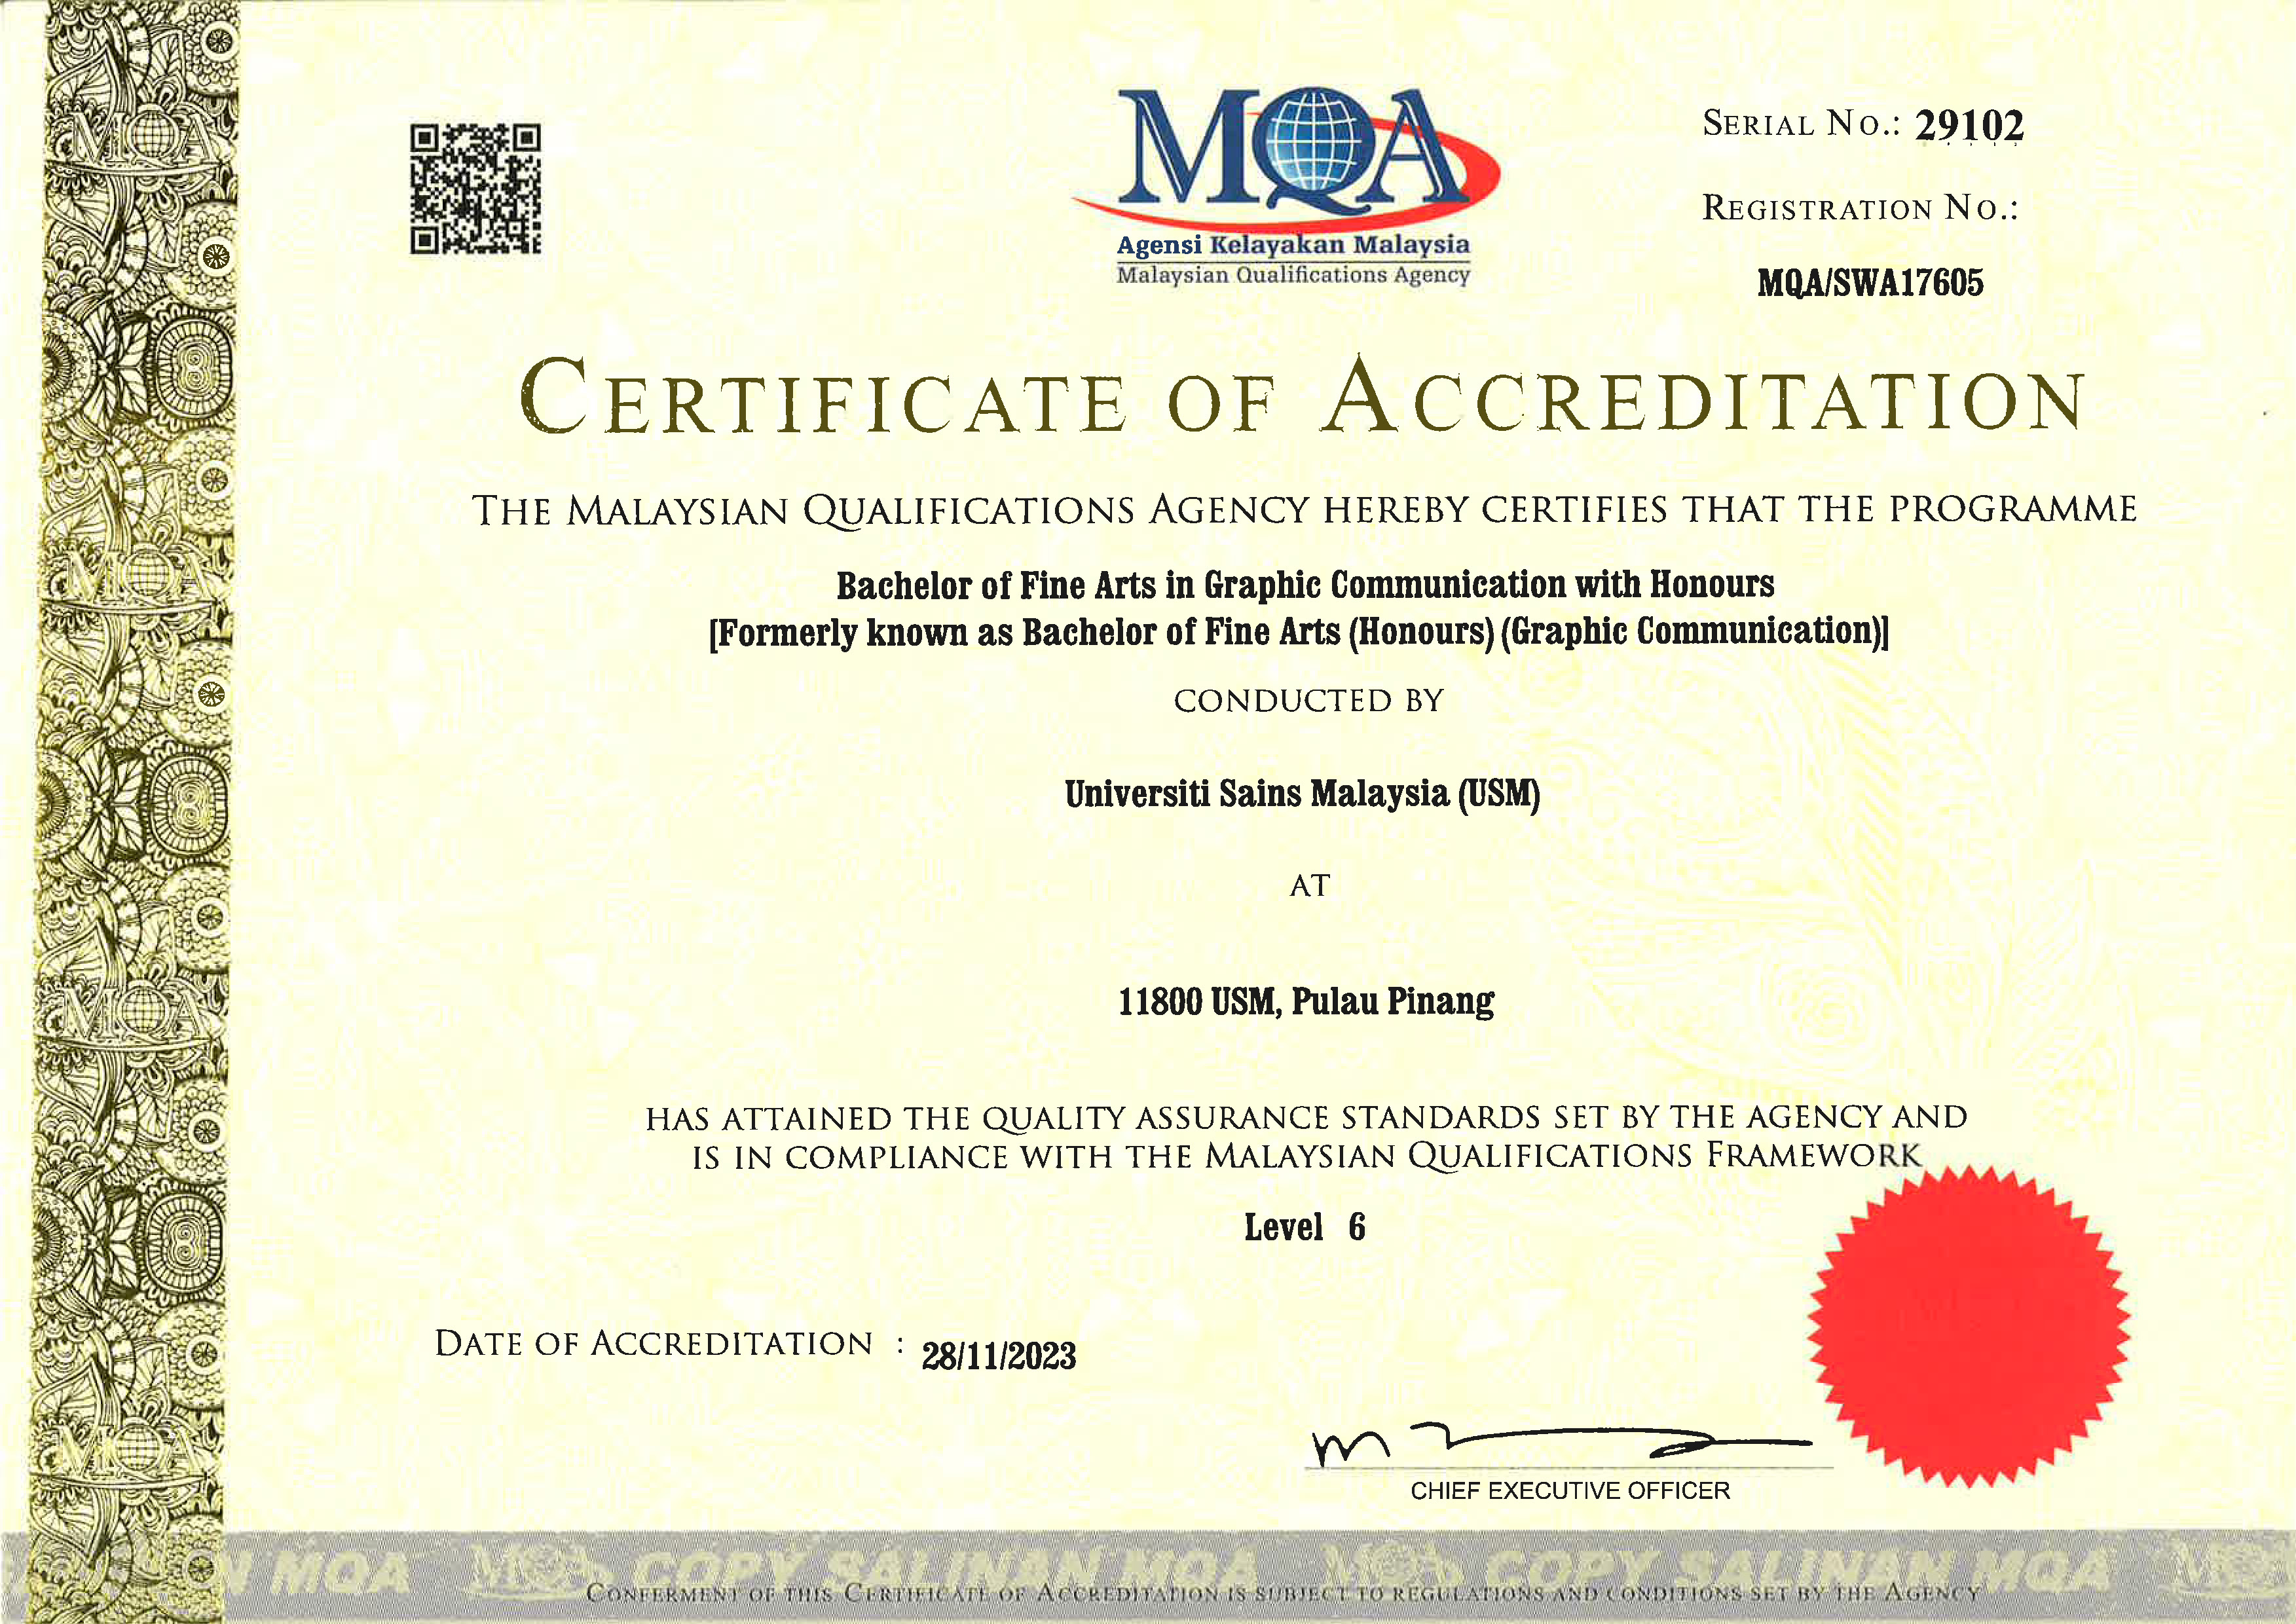 MQA
Agensi Kelayakan Malaysia
Malaysian Qualifications Agency
SERIAL NO.: 29102
REGISTRATION NO.:
MQA/SWA17605
CERTIFICATE OF ACCREDITATION
THE MALAYSIAN QUALIFICATIONS AGENCY HEREBY CERTIFIES THAT THE PROGRAMME
Bachelor of Fine Arts in Graphic Communication with Honours
[Formerly known as Bachelor of Fine Arts (Honours) (Graphic Communication)]
CONDUCTED BY
Universiti Sains Malaysia (USM)
AT
11800 USM, Pulau Pinang
HAS ATTAINED THE QUALITY ASSURANCE STANDARDS SET BY THE AGENCY AND
IS IN COMPLIANCE WITH THE MALAYSIAN QUALIFICATIONS FRAMEWORK
Level 6
DATE OF ACCREDITATION : 28/11/2023
CHIEF EXECUTIVE OFFICER
MQA MQA COPY SALINAN MQA MQA COPY SALINAN MQA MQA
CONFERMENT OF THIS CERTIFICATE OF ACCREDITATION IS SUBJECT TO REGULATIONS AND CONDITIONS SET BY THE AGENCY